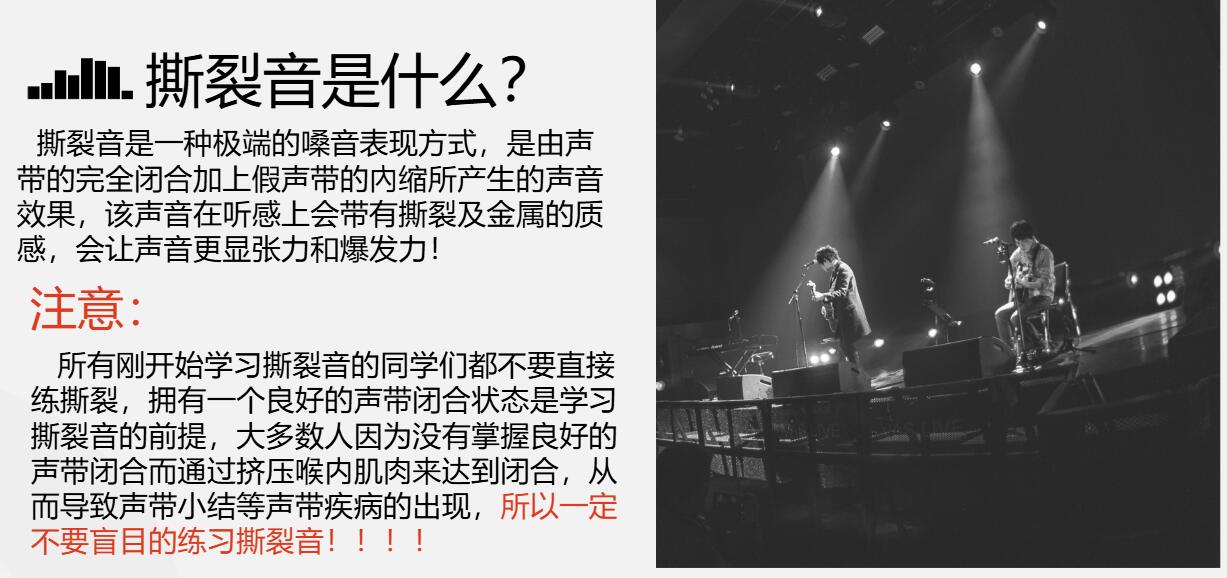 撕裂音是什么？
撕裂音是一种极端的嗓音表现方式，是由声
带的完全闭合加上假声带的内缩所产生的声音
效果，该声音在听感上会带有撕裂及金属的质
感，会让声音更显张力和爆发力！
注意：
所有刚开始学习撕裂音的同学们都不要直接
练撕裂，拥有一个良好的声带闭合状态是学习
撕裂音的前提，大多数人因为没有掌握良好的
声带闭合而通过挤压喉内肌肉来达到闭合，从
而导致声带小结等声带疾病的出现，所以一定
不要盲目的练习撕裂音！！！！